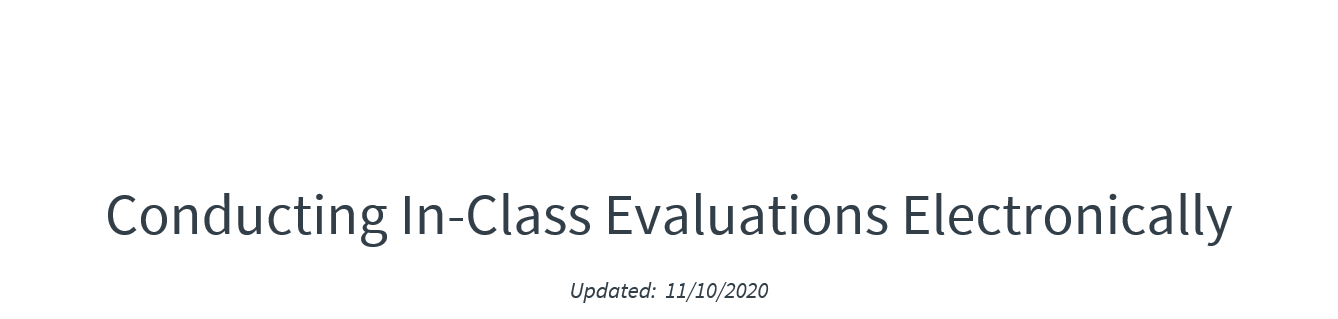 Conducting In-Class Evaluations Electronically
Updated: 11/10/2020